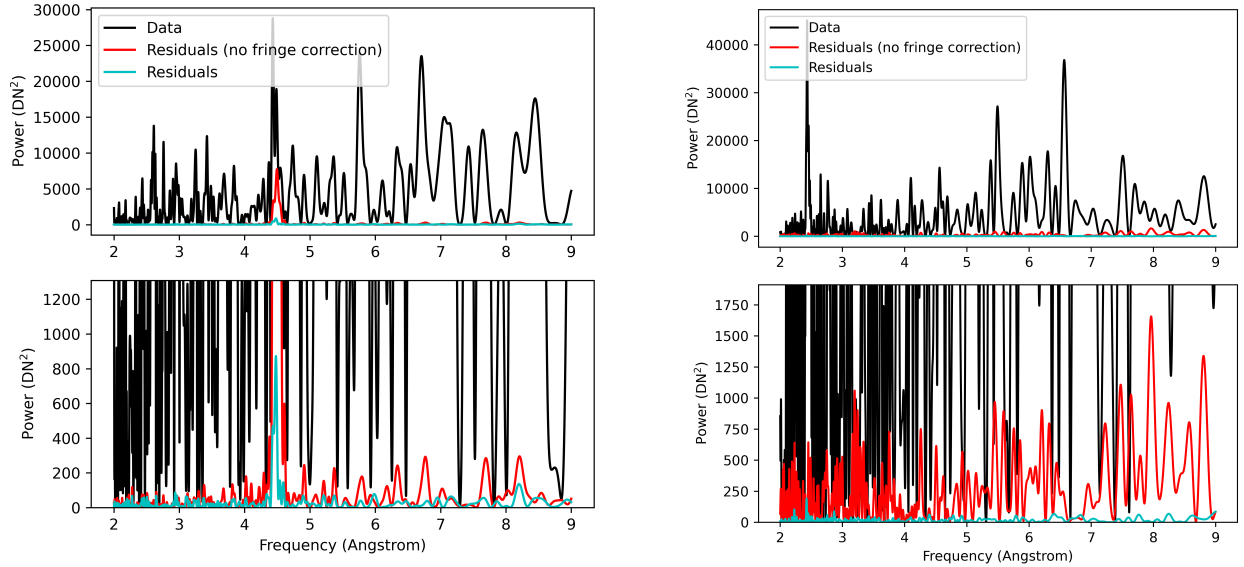 30000
25000
20000
15000
10000
5000
0
Power (DN²)
Data
Residuals (no fringe correction)
Residuals
2 3 4 5 6 7 8 9
40000
30000
20000
10000
0
Power (DN²)
Data
Residuals (no fringe correction)
Residuals
2 3 4 5 6 7 8 9
1200
1000
800
600
400
200
0
Power (DN²)
2 3 4 5 6 7 8 9
Frequency (Angstrom)
1750
1500
1250
1000
750
500
250
0
Power (DN²)
2 3 4 5 6 7 8 9
Frequency (Angstrom)